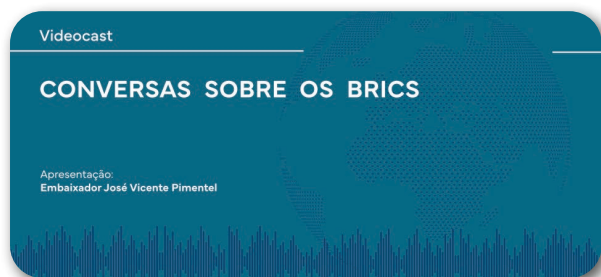 Videocast
CONVERSAS SOBRE OS BRICS
Apresentação:
Embaixador José Vicente Pimentel